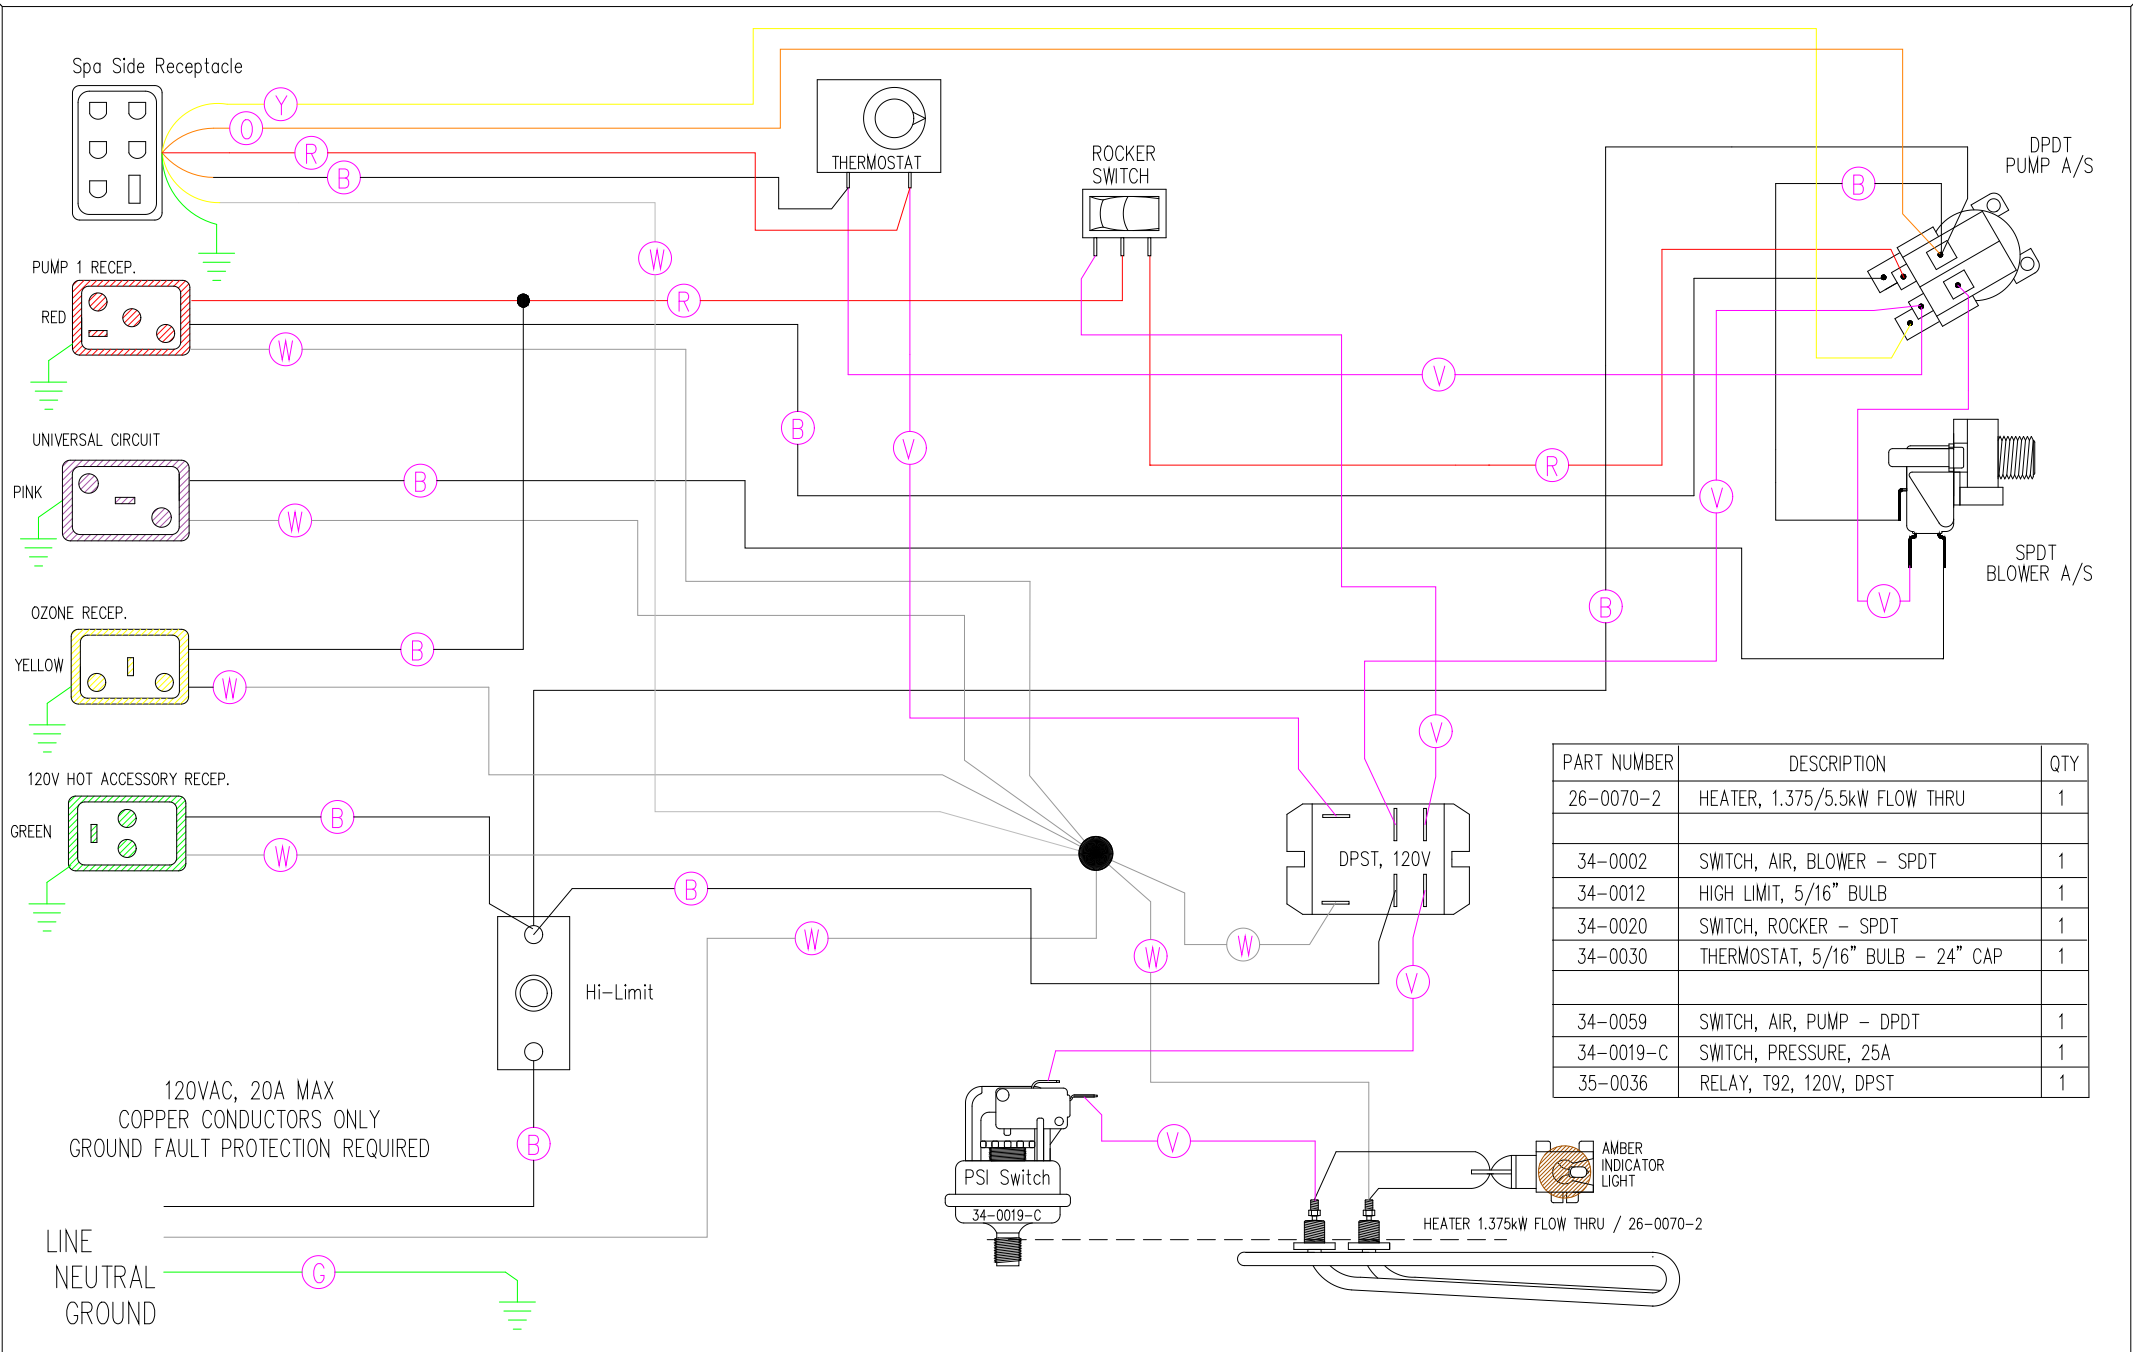 Spa Side Receptacle
Y
O
R
B
W
THERMOSTAT
ROCKER
SWITCH
B
DPDT
PUMP A/S
PUMP 1 RECEP.
RED
R
W
B
V
V
R
V
UNIVERSAL CIRCUIT
PINK
B
W
SPDT
BLOWER A/S
V
B
OZONE RECEP.
YELLOW
B
W
V
120V HOT ACCESSORY RECEP.
GREEN
B
W
B
DPST, 120V
W
W
W
V
Hi-Limit
B
PART NUMBER DESCRIPTION QTY
26-0070-2 HEATER, 1.375/5.5kW FLOW THRU 1
34-0002 SWITCH, AIR, BLOWER - SPDT 1
34-0012 HIGH LIMIT, 5/16" BULB 1
34-0020 SWITCH, ROCKER - SPDT 1
34-0030 THERMOSTAT, 5/16" BULB - 24" CAP 1
34-0059 SWITCH, AIR, PUMP - DPDT 1
34-0019-C SWITCH, PRESSURE, 25A 1
35-0036 RELAY, T92, 120V, DPST 1
120VAC, 20A MAX
COPPER CONDUCTORS ONLY
GROUND FAULT PROTECTION REQUIRED
V
PSI Switch
34-0019-C
AMBER
INDICATOR
LIGHT
HEATER 1.375kW FLOW THRU / 26-0070-2
LINE
NEUTRAL
GROUND
G